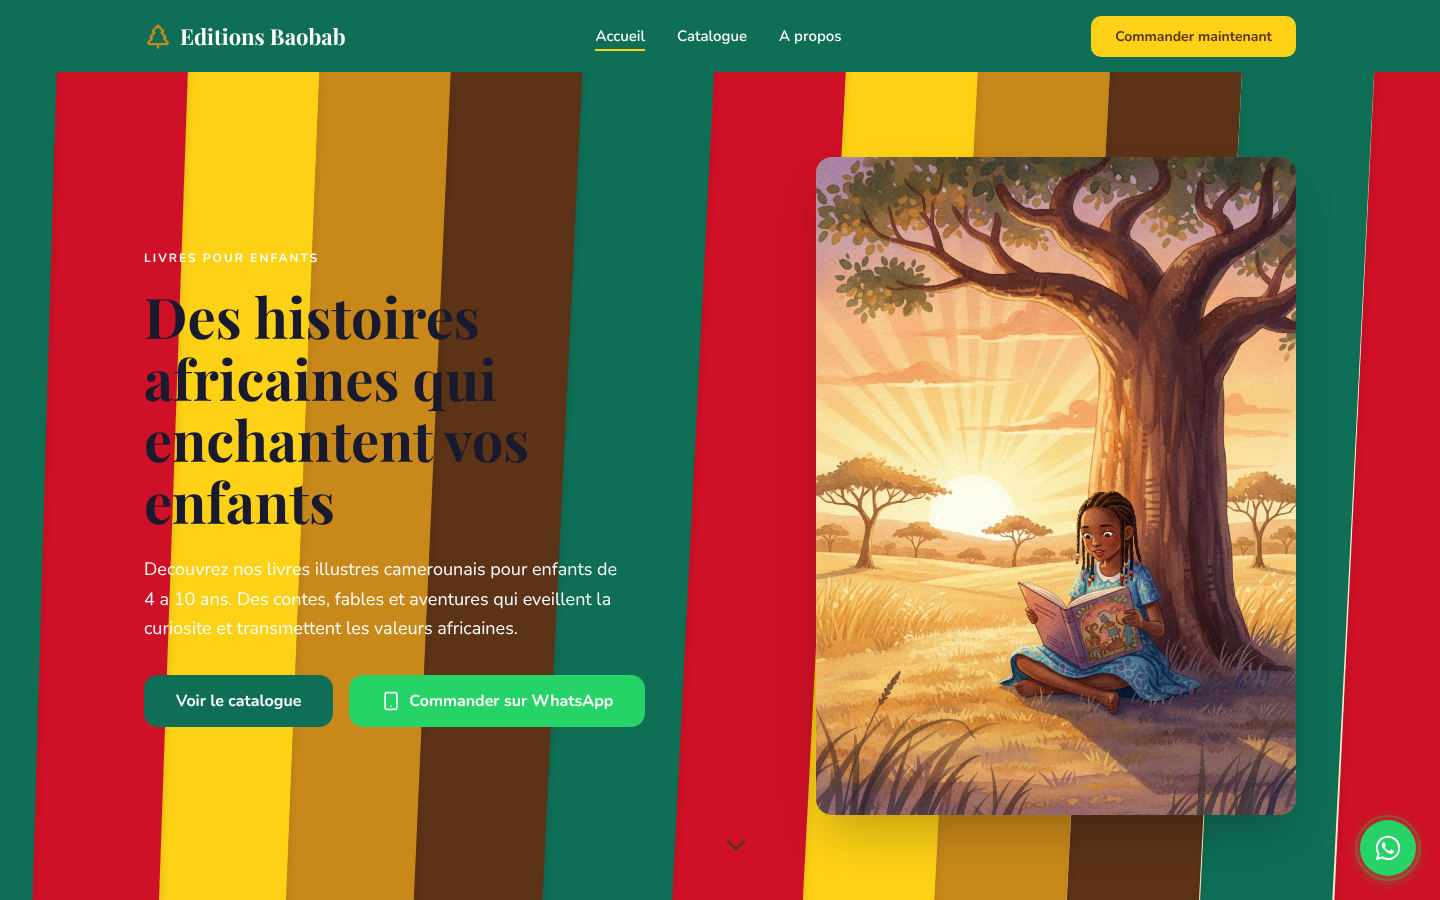 Editions Baobab
Accueil
Catalogue
A propos
Commander maintenant
LIVRES POUR ENFANTS
Des histoires
africaines qui
enchantent vos
enfants
Decouvrez nos livres illustres camerounais pour enfants de
4 a 10 ans. Des contes, fables et aventures qui eveillent la
curiosite et transmettent les valeurs africaines.
Voir le catalogue
Commander sur WhatsApp